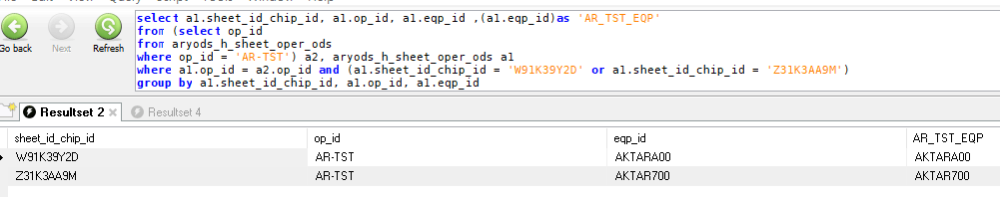 Go back
Next
Refresh
select a1.sheet_id_chip_id, a1.op_id, a1.eqp_id ,(a1.eqp_id)as 'AR_TST_EQP'
from (select op_id
from aryods_h_sheet_oper_ods
where op_id = 'AR-TST') a2, aryods_h_sheet_oper_ods a1
where a1.op_id = a2.op_id and (a1.sheet_id_chip_id = 'W91K39Y2D' or a1.sheet_id_chip_id = 'Z31K3AA9M')
group by a1.sheet_id_chip_id, a1.op_id, a1.eqp_id
Resultset 2 Resultset 4
sheet_id_chip_id op_id eqp_id AR_TST_EQP
W91K39Y2D AR-TST AKTARA00 AKTARA00
Z31K3AA9M AR-TST AKTAR700 AKTAR700